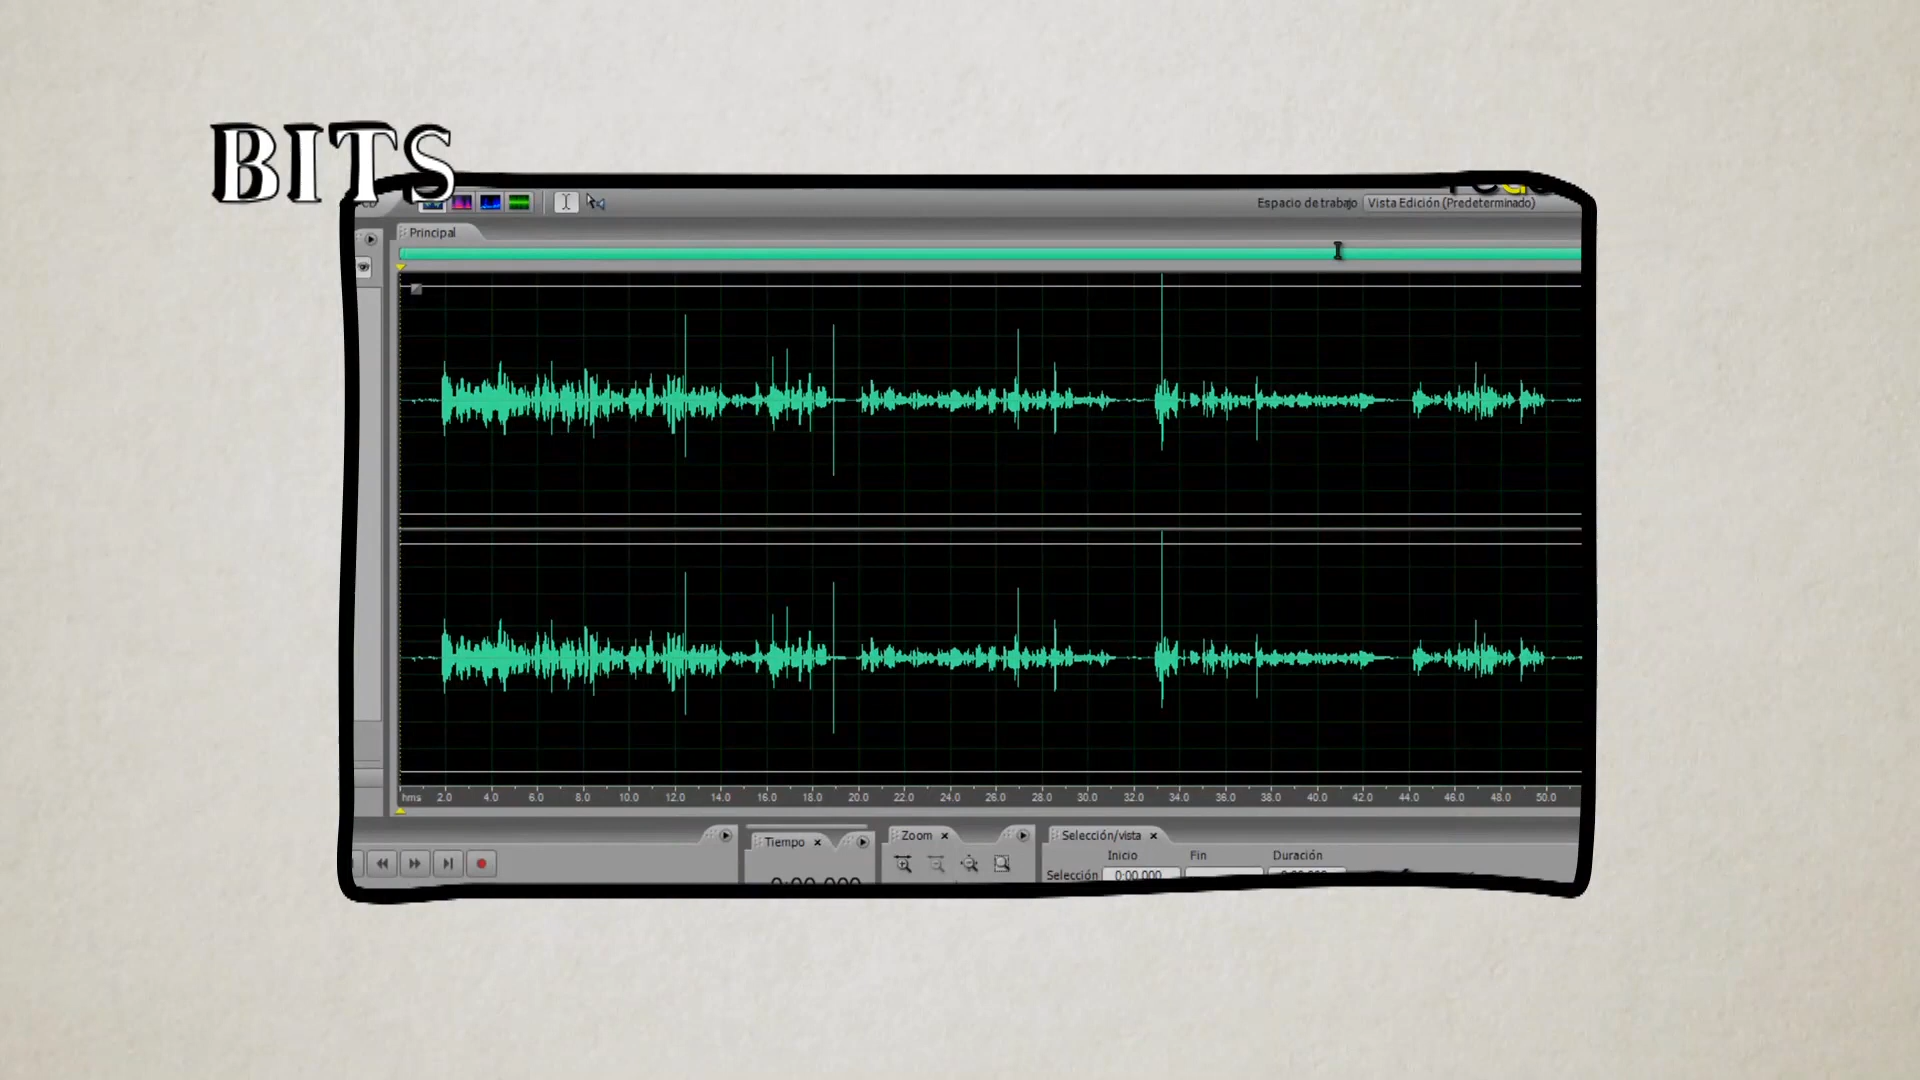 BITS
Espacio de trabajo Vista Edición (Predeterminado)
Principal
hms 2.0 4.0 6.0 8.0 10.0 12.0 14.0 16.0 18.0 20.0 22.0 24.0 26.0 28.0 30.0 32.0 34.0 36.0 38.0 40.0 42.0 44.0 46.0 48.0 50.0
Tiempo Zoom Selección/vista
Inicio Fin Duración
Selección 0:00.000
0:00.000